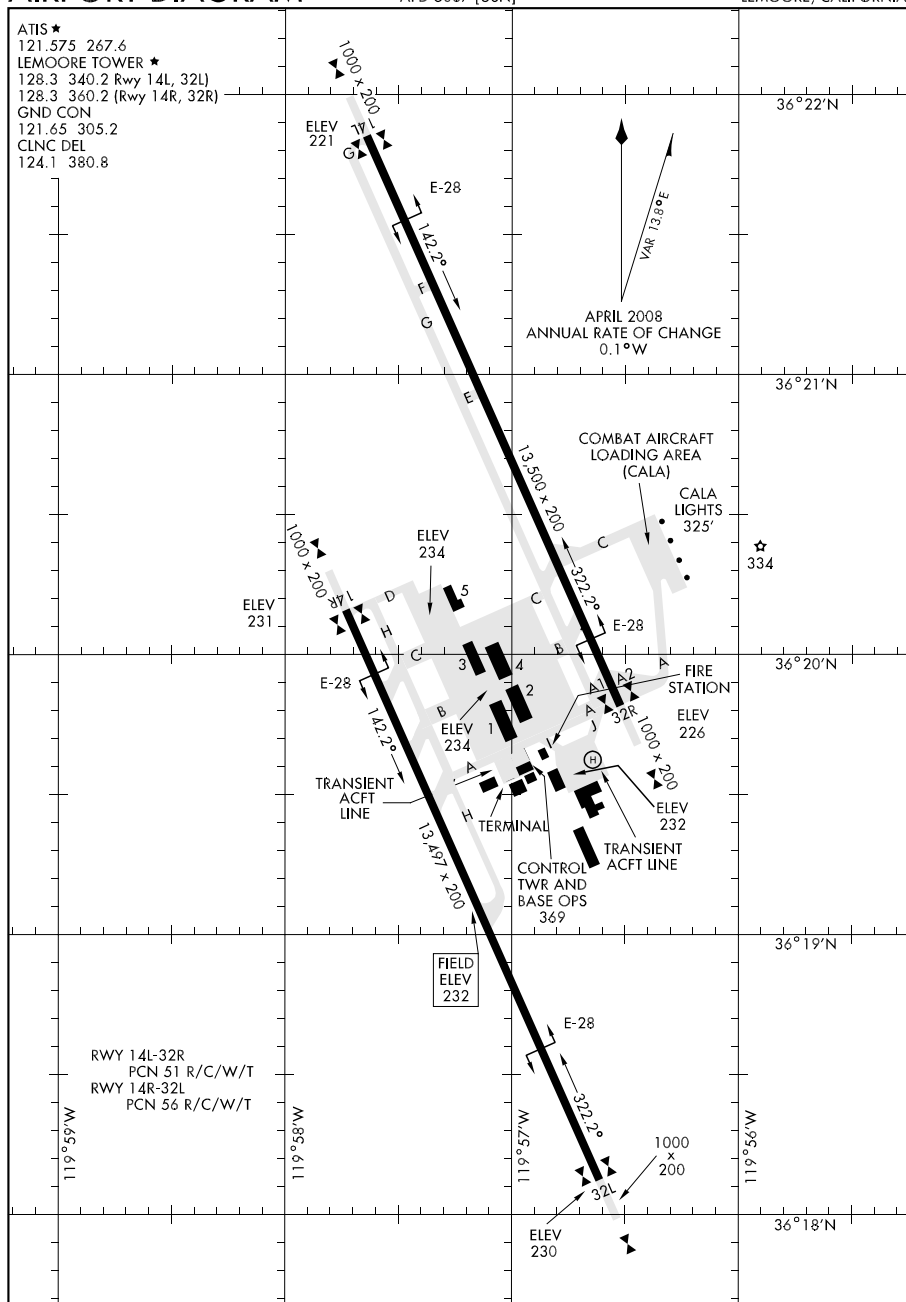 AIRPORT DIAGRAM
LEMOORE, CALIFORNIA
ATIS ★
121.575 267.6
LEMOORE TOWER ★
128.3 340.2 Rwy 14L, 32L)
128.3 360.2 (Rwy 14R, 32R)
GND CON
121.65 305.2
CLNC DEL
124.1 380.8
1000 x 200
36°22'N
ELEV
221
14L
G
E-28
142.2°
VAR 13.8°E
F
G
APRIL 2008
ANNUAL RATE OF CHANGE
0.1°W
36°21'N
E
13,500 x 200
COMBAT AIRCRAFT
LOADING AREA
(CALA)
CALA
LIGHTS
325'
334
C
1000 x 200
ELEV
234
322.2°
ELEV
231
14R
D
5
C
H
E-28
C
B
36°20'N
3
4
A
E-28
FIRE
STATION
A1
A2
2
B
A
32R
ELEV
226
142.2°
1
ELEV
234
J
I
1000 x 200
H
TRANSIENT
ACFT
LINE
A
ELEV
232
H
TERMINAL
TRANSIENT
ACFT LINE
13,497 x 200
CONTROL
TWR AND
BASE OPS
369
36°19'N
FIELD
ELEV
232
E-28
RWY 14L-32R
PCN 51 R/C/W/T
RWY 14R-32L
PCN 56 R/C/W/T
322.2°
119°59'W
119°58'W
119°57'W
119°56'W
1000
x
200
32L
36°18'N
ELEV
230